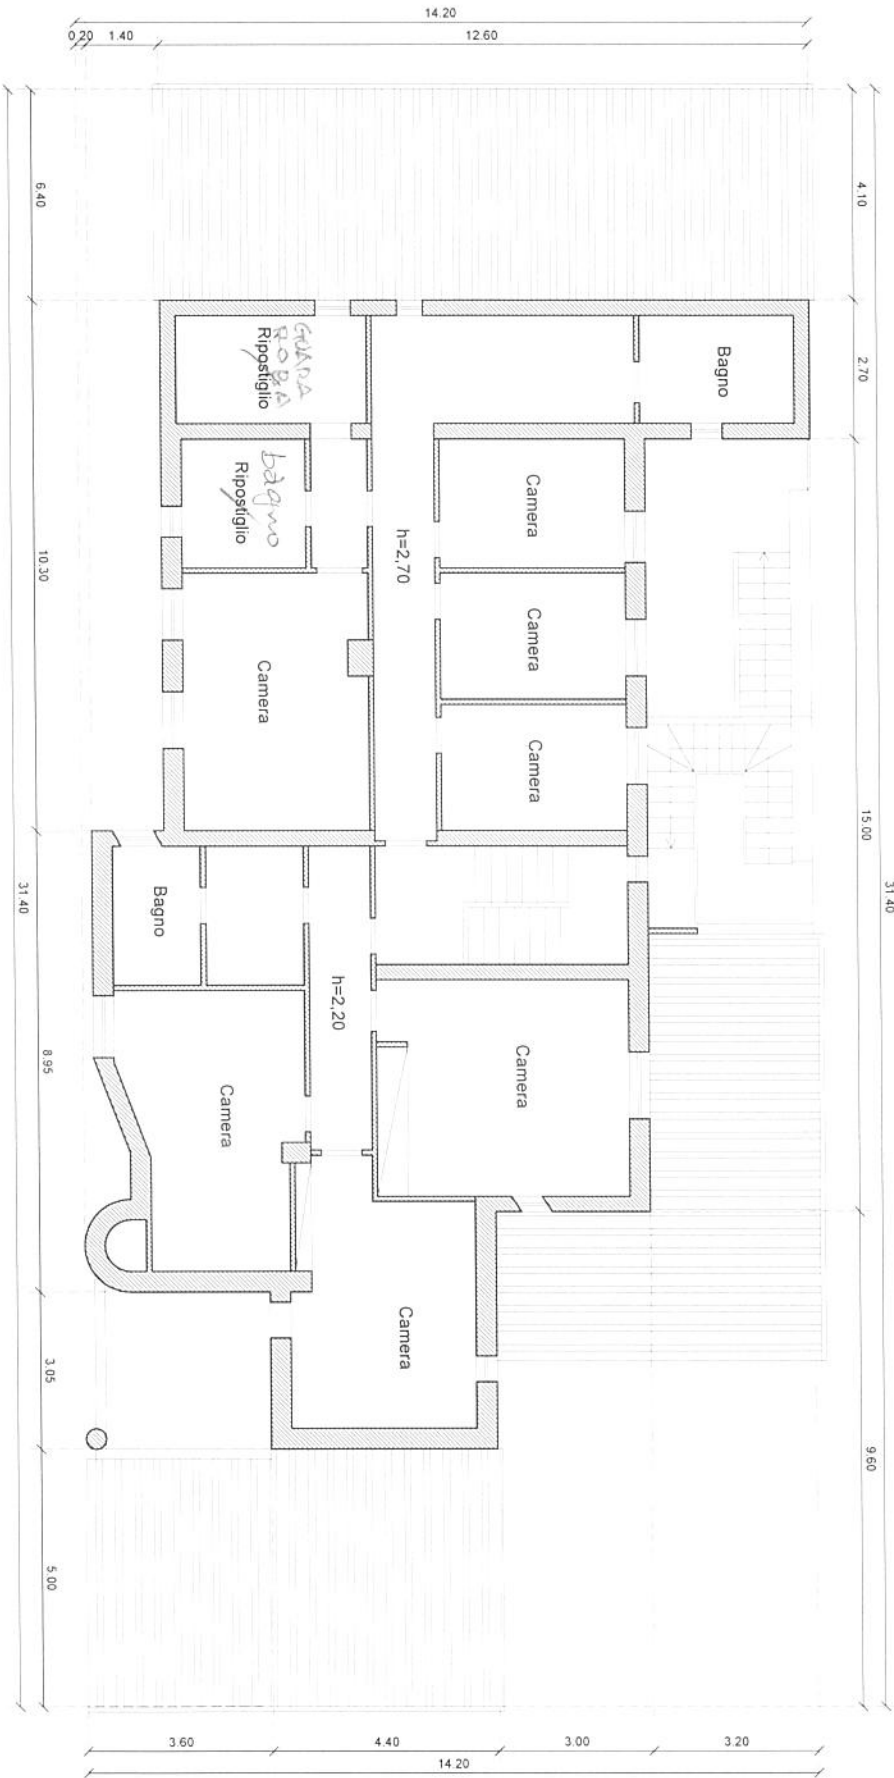 14.20
0.20 1.40 12.60
6.40
4.10
2.70
Bagno
GUARDA
ROBA
Ripostiglio
bagno
Ripostiglio
Camera
h=2,70
10.30
Camera
Camera
Camera
15.00
31.40
31.40
Bagno
h=2,20
8.95
Camera
Camera
Camera
3.05
9.60
5.00
3.60 4.40 3.00 3.20
14.20